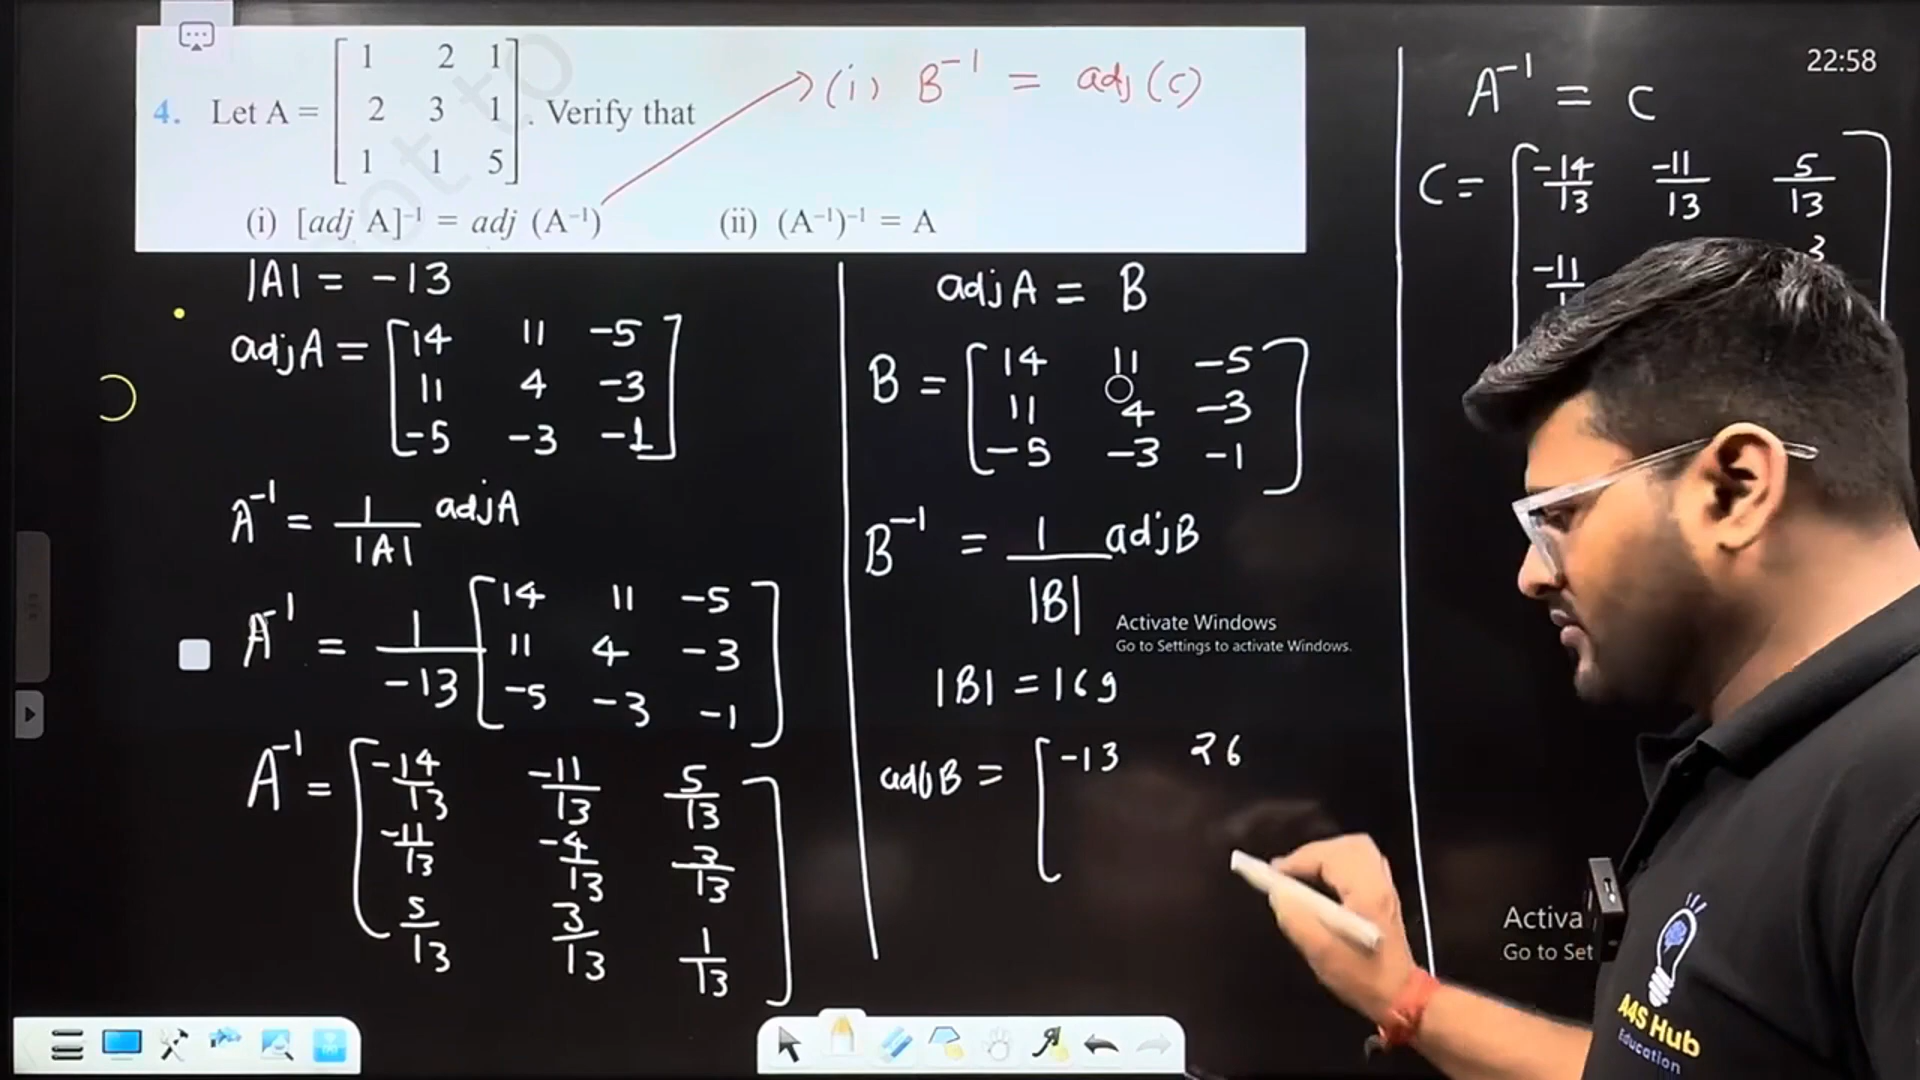 22:58
4. Let A = [1 2 1
2 3 1
1 1 5]. Verify that
(i) [adj A]⁻¹ = adj (A⁻¹) (ii) (A⁻¹)⁻¹ = A
(i) B⁻¹ = adj(C)
|A| = -13
adjA = [14 11 -5
11 4 -3
-5 -3 -1]
A⁻¹ = 1/|A| adjA
A⁻¹ = 1/-13 [14 11 -5
11 4 -3
-5 -3 -1]
A⁻¹ = [-14/13 -11/13 5/13
-11/13 -4/13 3/13
5/13 3/13 1/13]
adjA = B
B = [14 11 -5
11 4 -3
-5 -3 -1]
B⁻¹ = 1/|B| adjB
Activate Windows
Go to Settings to activate Windows.
|B| = 169
adjB = [-13 26
A⁻¹ = C
C = [-14/13 -11/13 5/13
-11 3
Activa
Go to Set
A4S Hub
Education